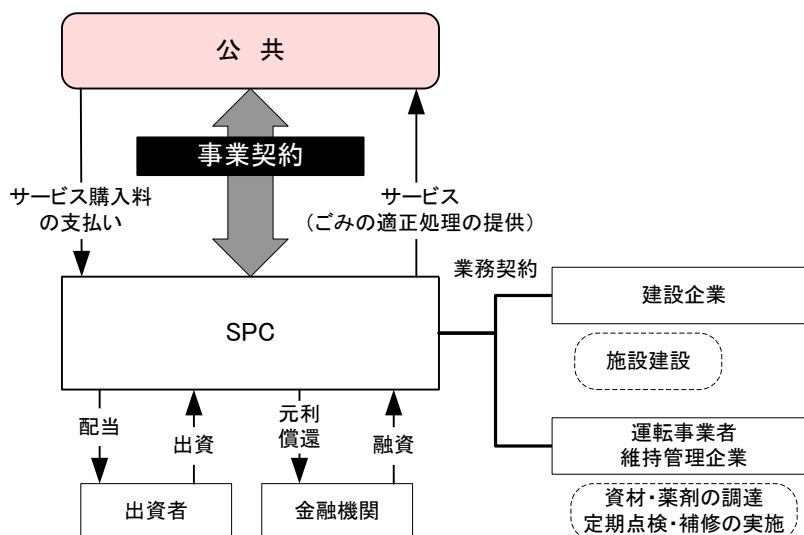 公 共
事業契約
サービス購入料
の支払い
サービス
(ごみの適正処理の提供)
業務契約
SPC
建設企業
施設建設
運転事業者
維持管理企業
資材・薬剤の調達
定期点検・補修の実施
配当
出資
元利
償還
融資
出資者
金融機関